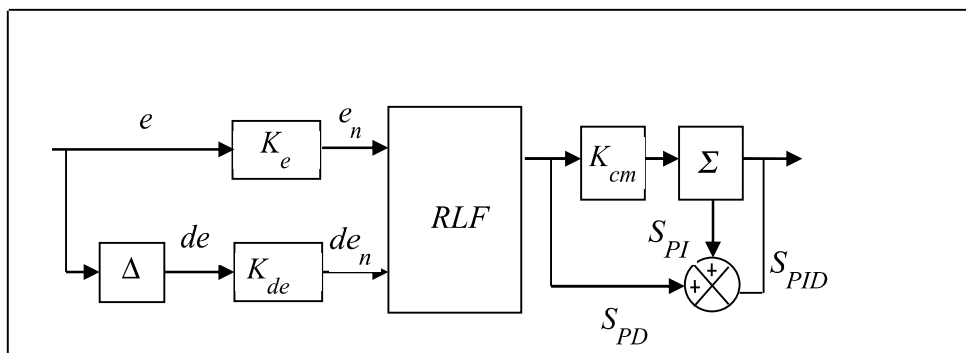 e
K_e
e_n
RLF
K_cm
Σ
Δ
de
K_de
de_n
S_PI
+
+
S_PID
S_PD